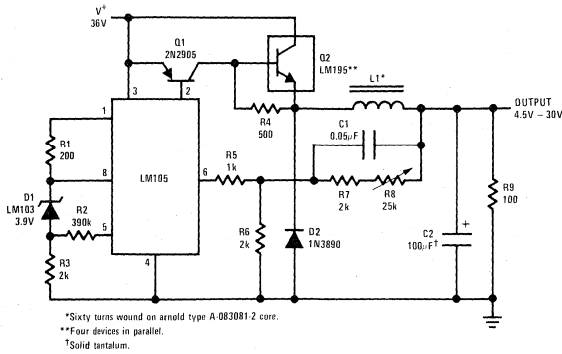 V+
36V
Q1
2N2905
Q2
LM195**
L1*
OUTPUT
4.5V – 30V
3
2
1
R4
500
C1
0.05μF
R1
200
R5
1k
8
LM105
6
D1
LM103
3.9V
R2
390k
5
R7
2k
R8
25k
R9
100
R6
2k
D2
1N3890
C2
100μF†
+
R3
2k
4
*Sixty turns wound on arnold type A-083081-2 core.
**Four devices in parallel.
†Solid tantalum.